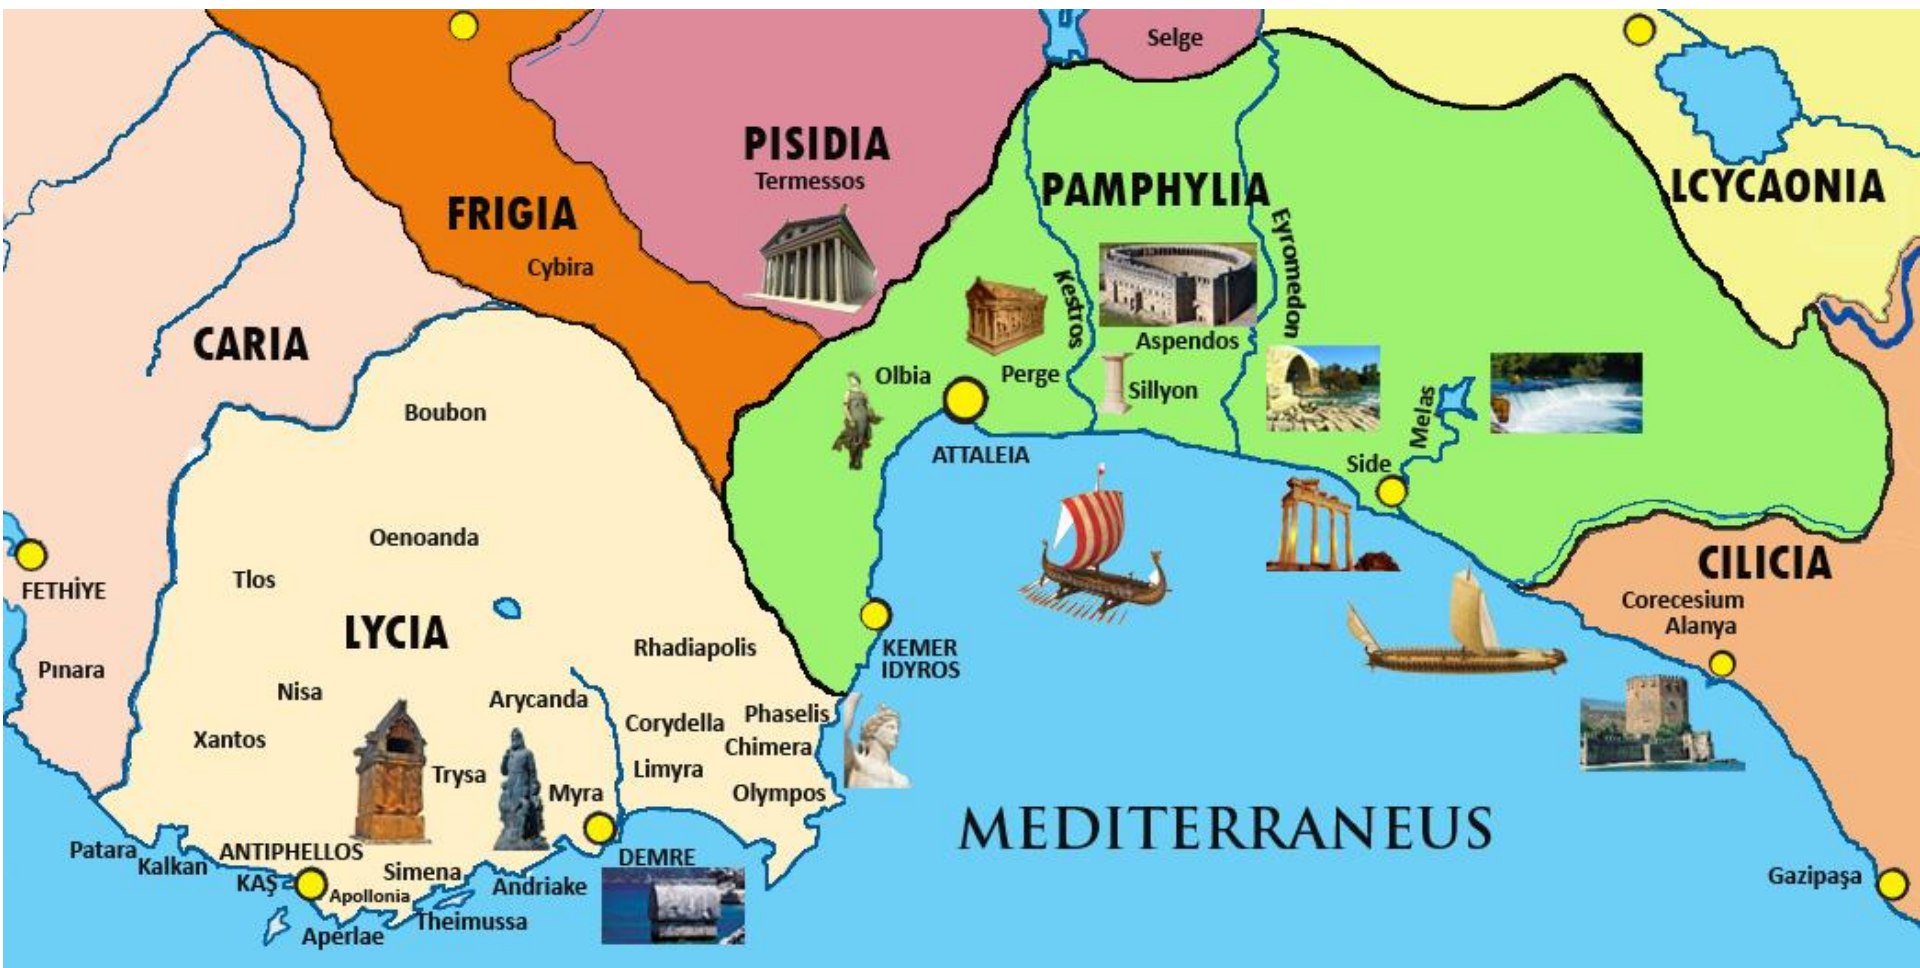 Selge
PISIDIA
Termessos
PAMPHYLIA
LCYCAONIA
FRIGIA
Cybira
Eyromedon
Kestros
CARIA
Aspendos
Olbia
Perge
Sillyon
Melas
Boubon
ATTALEIA
Side
Oenoanda
Tlos
FETHİYE
CILICIA
Corecesium
Alanya
LYCIA
Rhadiapolis
KEMER
IDYROS
Pınara
Nisa
Arycanda
Corydella
Phaselis
Xantos
Chimera
Trysa
Limyra
Myra
Olympos
MEDITERRANEUS
Patara
Kalkan
ANTIPHELLOS
KAŞ
Simena
DEMRE
Apollonia
Andriake
Gazipaşa
Theimussa
Aperlae